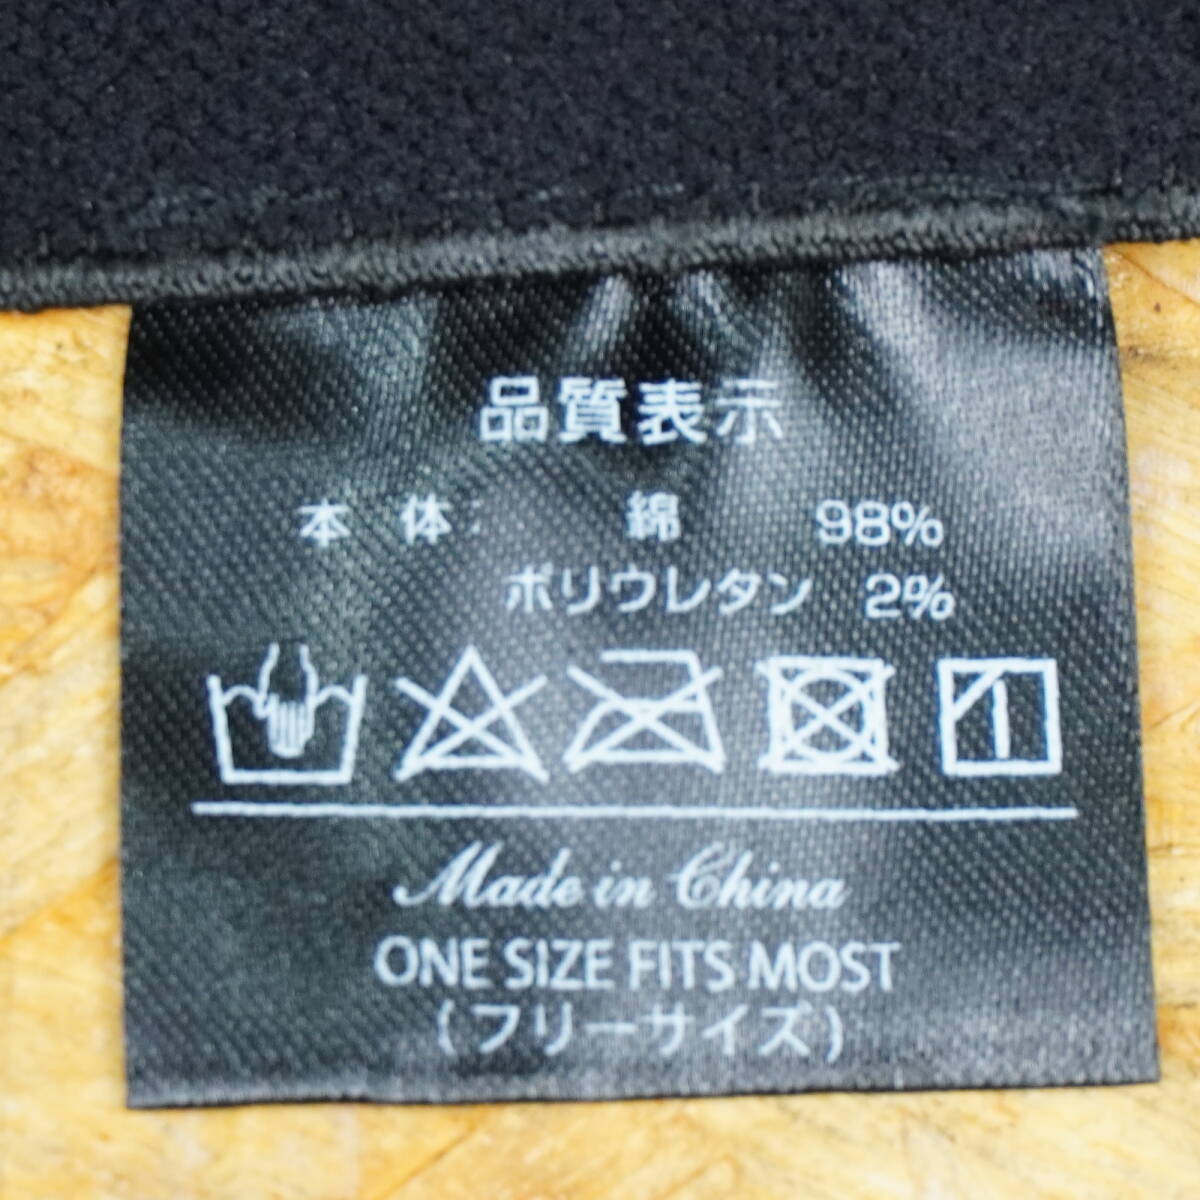 品質表示
本 体: 綿 98%
ポリウレタン 2%
Made in China
ONE SIZE FITS MOST
(フリーサイズ)